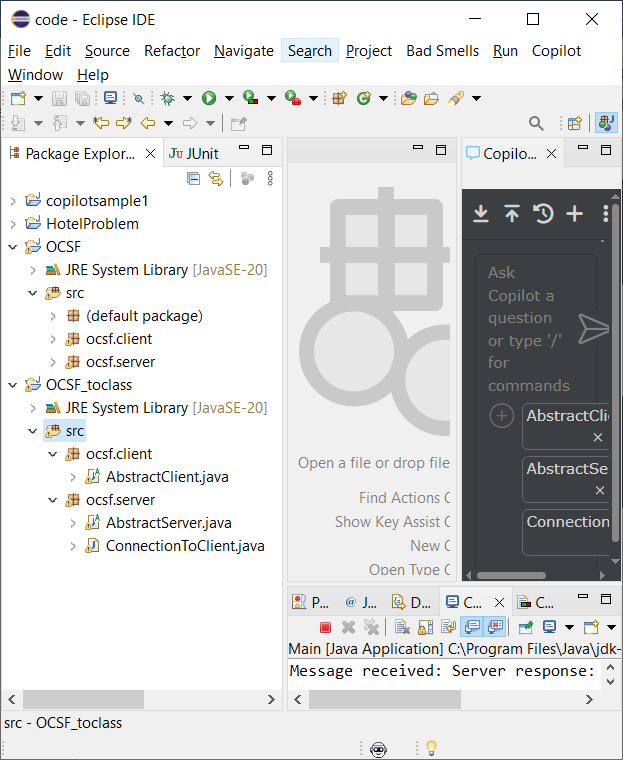 code - Eclipse IDE
File Edit Source Refactor Navigate Search Project Bad Smells Run Copilot
Window Help
Package Explor...
JUnit
copilotsample1
HotelProblem
OCSF
JRE System Library [JavaSE-20]
src
(default package)
ocsf.client
ocsf.server
OCSF_toclass
JRE System Library [JavaSE-20]
src
ocsf.client
AbstractClient.java
ocsf.server
AbstractServer.java
ConnectionToClient.java
Open a file or drop file
Find Actions C
Show Key Assist C
New C
Open Type C
Copilo...
Ask
Copilot a
question
or type '/'
for
commands
AbstractCli
AbstractSe
Connection
P... J... D... C... C...
Main [Java Application] C:\Program Files\Java\jdk-
Message received: Server response:
src - OCSF_toclass